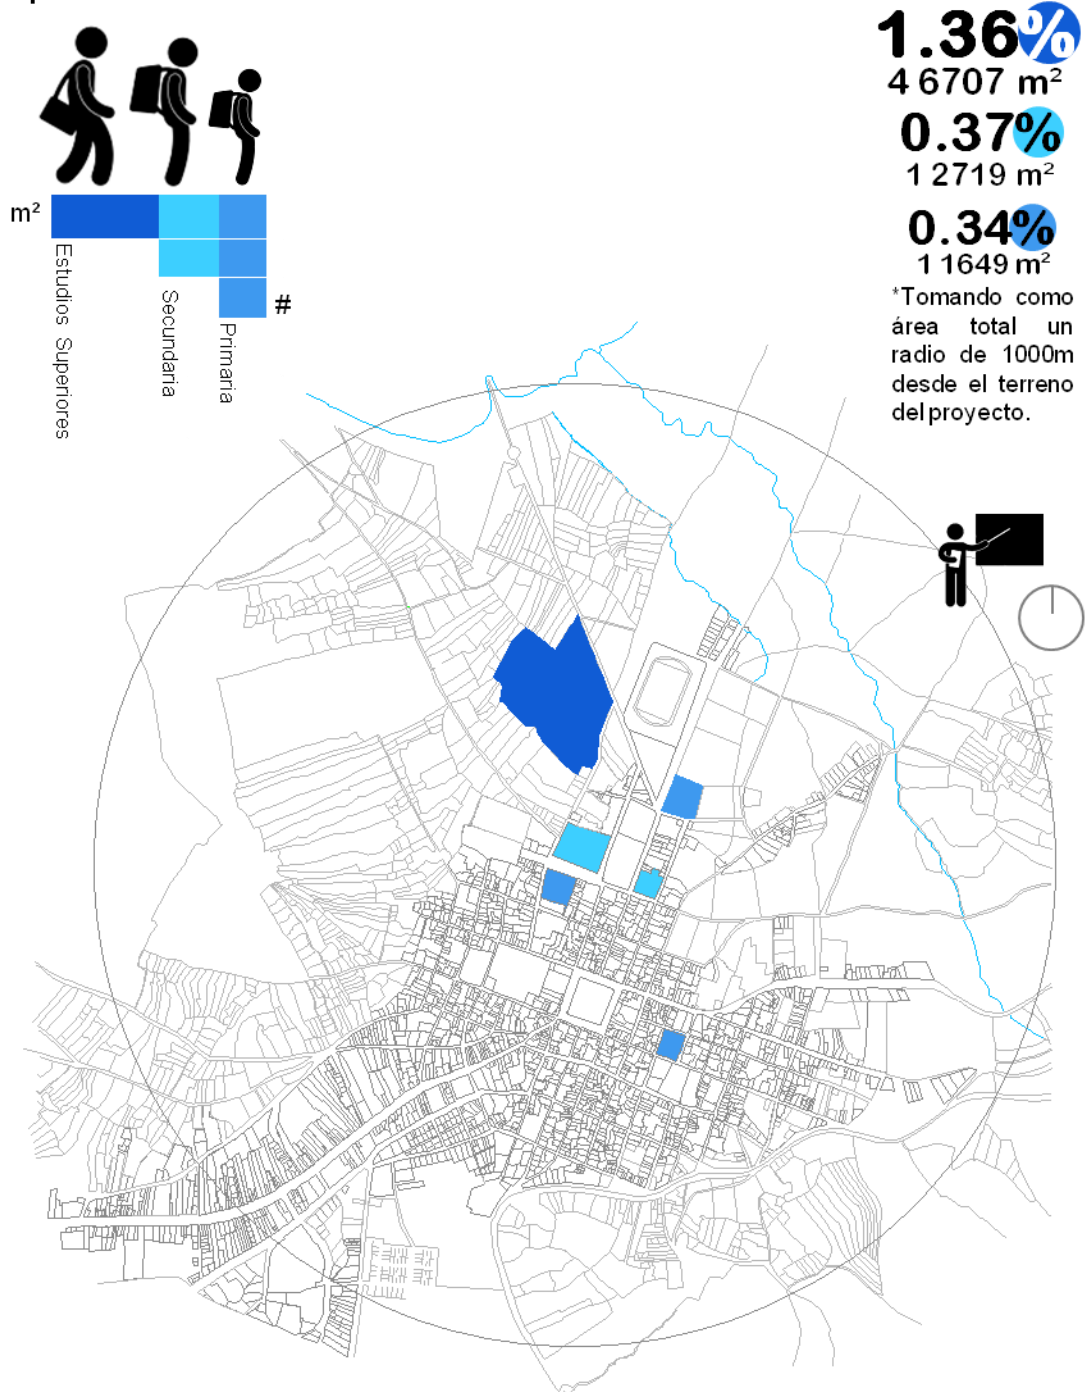 1.36%
4 6707 m²
0.37%
1 2719 m²
0.34%
1 1649 m²
*Tomando como
área total un
radio de 1000m
desde el terreno
del proyecto.
m²
Estudios Superiores
Secundaria
Primaria
#